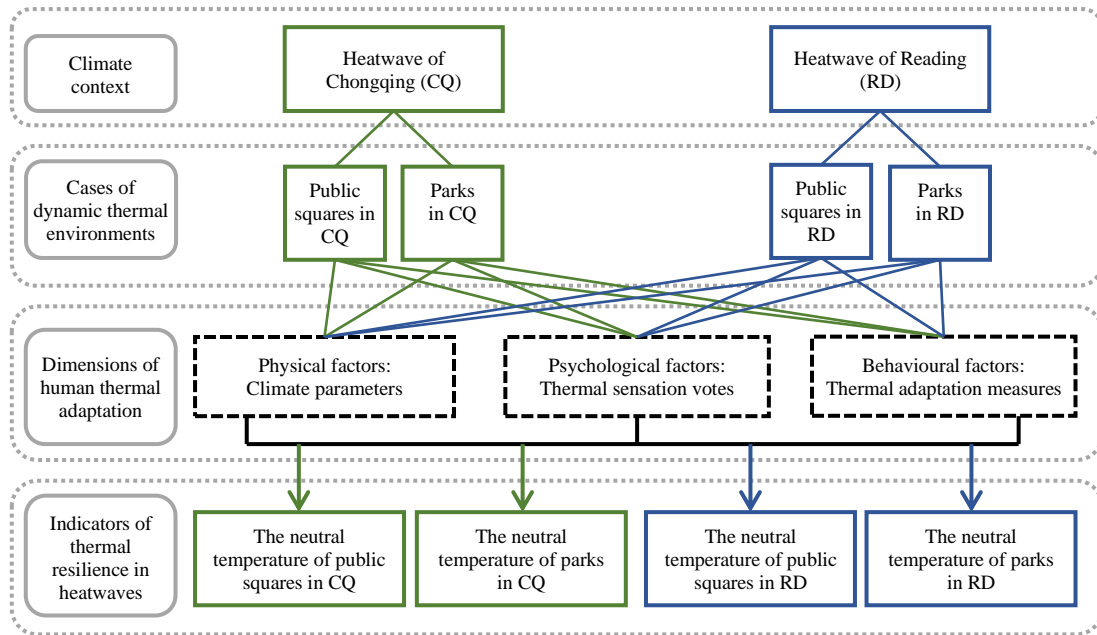 Climate
context
Heatwave of
Chongqing (CQ)
Heatwave of Reading
(RD)
Cases of
dynamic thermal
environments
Public
squares in
CQ
Parks
in CQ
Public
squares in
RD
Parks
in RD
Dimensions of
human thermal
adaptation
Physical factors:
Climate parameters
Psychological factors:
Thermal sensation votes
Behavioural factors:
Thermal adaptation measures
Indicators of
thermal
resilience in
heatwaves
The neutral
temperature of public
squares in CQ
The neutral
temperature of parks
in CQ
The neutral
temperature of public
squares in RD
The neutral
temperature of parks
in RD